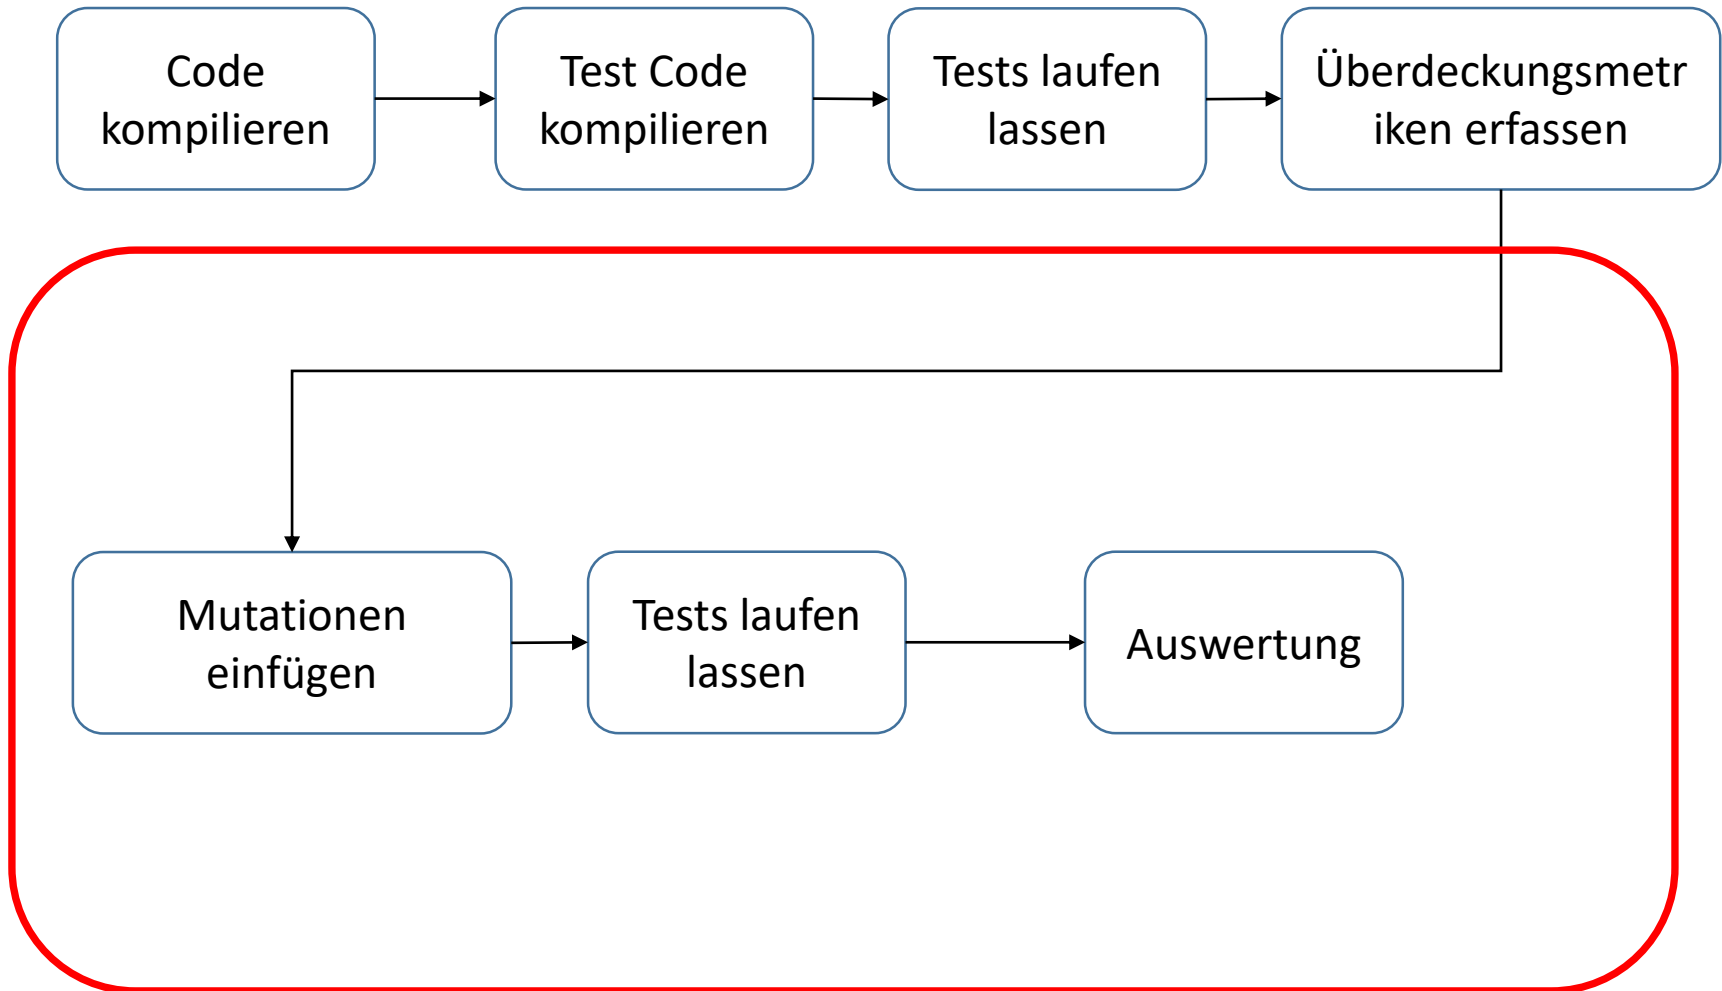 Code
kompilieren
Test Code
kompilieren
Tests laufen
lassen
Überdeckungsmetr
iken erfassen
Mutationen
einfügen
Tests laufen
lassen
Auswertung